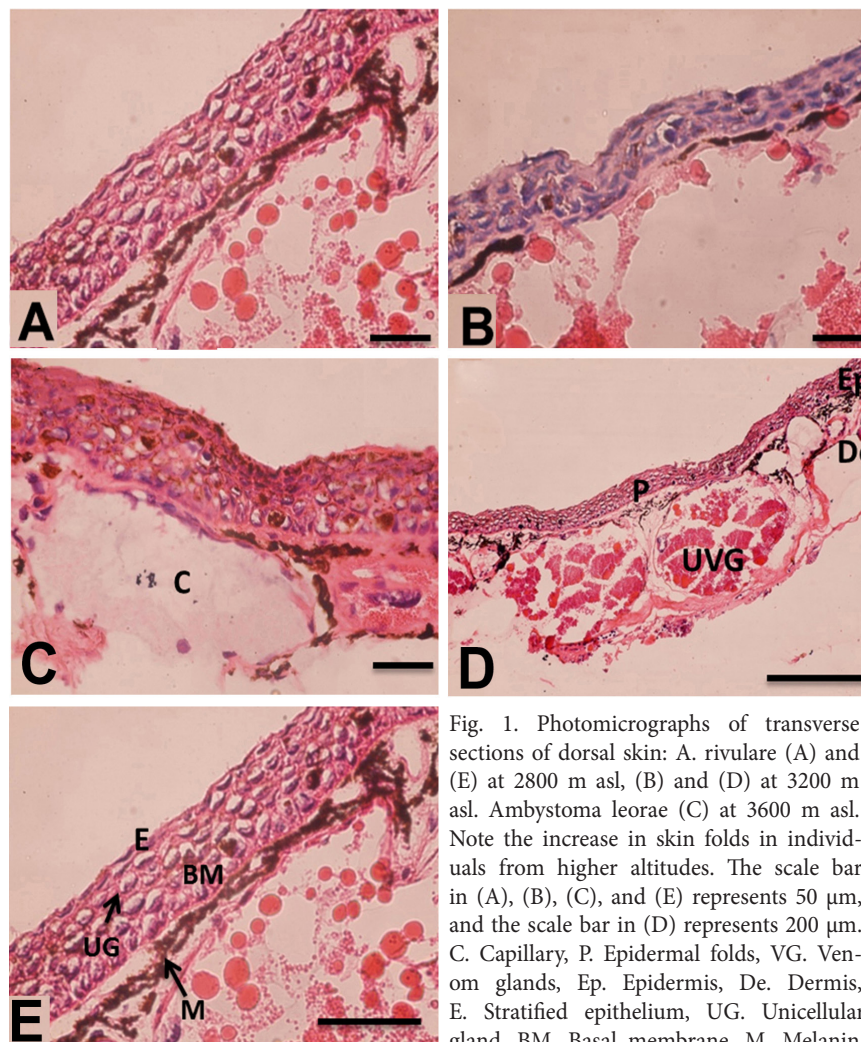 A
B
C
C
Ep
De
P
UVG
D
E
BM
UG
M
E
Fig. 1. Photomicrographs of transverse
sections of dorsal skin: A. rivulare (A) and
(E) at 2800 m asl, (B) and (D) at 3200 m
asl. Ambystoma leorae (C) at 3600 m asl.
Note the increase in skin folds in individ-
uals from higher altitudes. The scale bar
in (A), (B), (C), and (E) represents 50 μm,
and the scale bar in (D) represents 200 μm.
C. Capillary, P. Epidermal folds, VG. Ven-
om glands, Ep. Epidermis, De. Dermis,
E. Stratified epithelium, UG. Unicellular
gland, BM. Basal membrane, M. Melanin